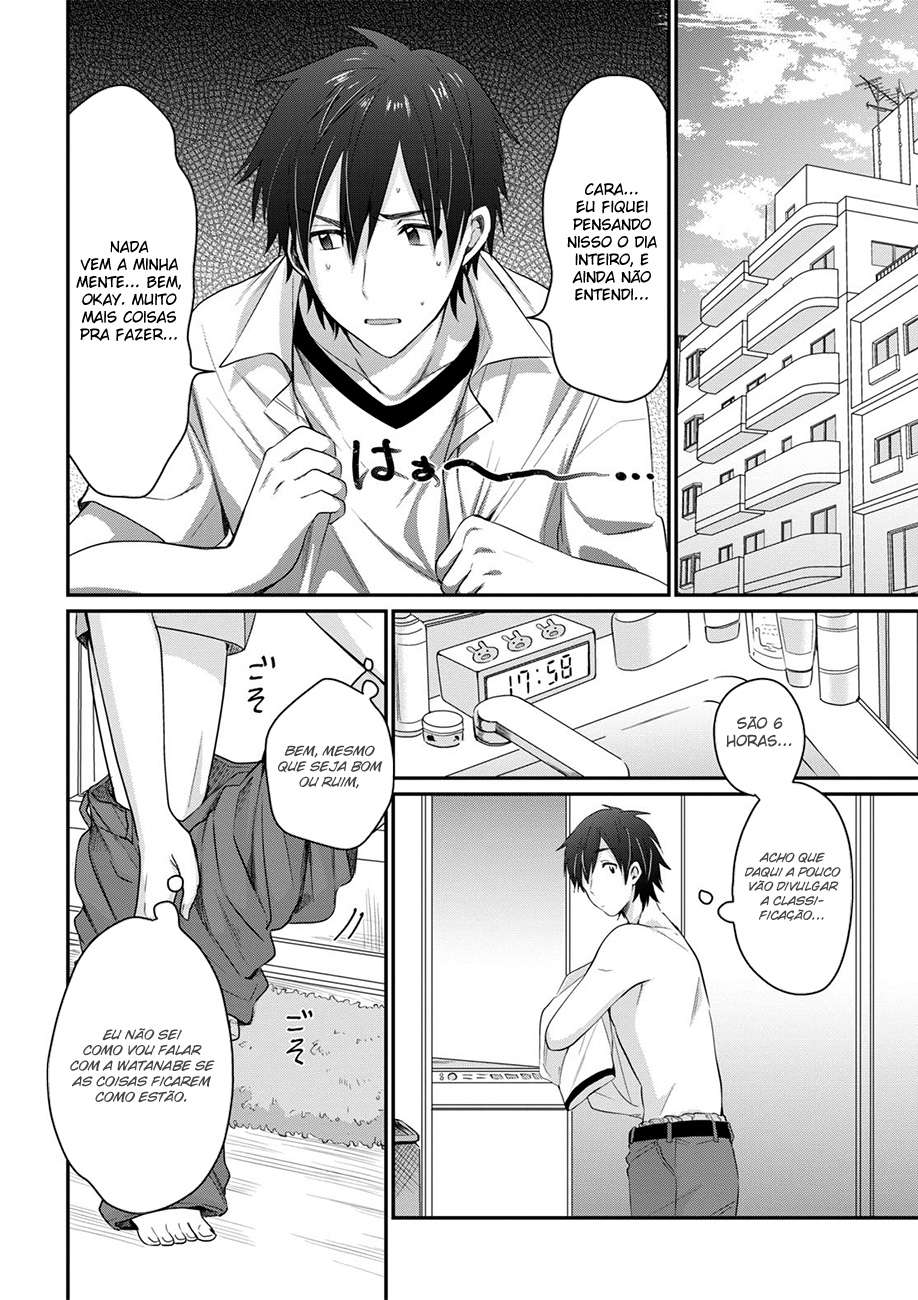 CARA...
EU FIQUEI
PENSANDO
NISSO O DIA
INTEIRO, E
AINDA NÃO
ENTENDI...
NADA
VEM A MINHA
MENTE... BEM,
OKAY. MUITO
MAIS COISAS
PRA FAZER...
はぁ〜...
17:58
SÃO 6
HORAS...
ACHO QUE
DAQUI A POUCO
VÃO DIVULGAR
A CLASSI-
FICAÇÃO...
BEM, MESMO
QUE SEJA BOM
OU RUIM,
EU NÃO SEI
COMO VOU FALAR
COM A WATANABE SE
AS COISAS FICAREM
COMO ESTÃO.
ごそ
ごそ